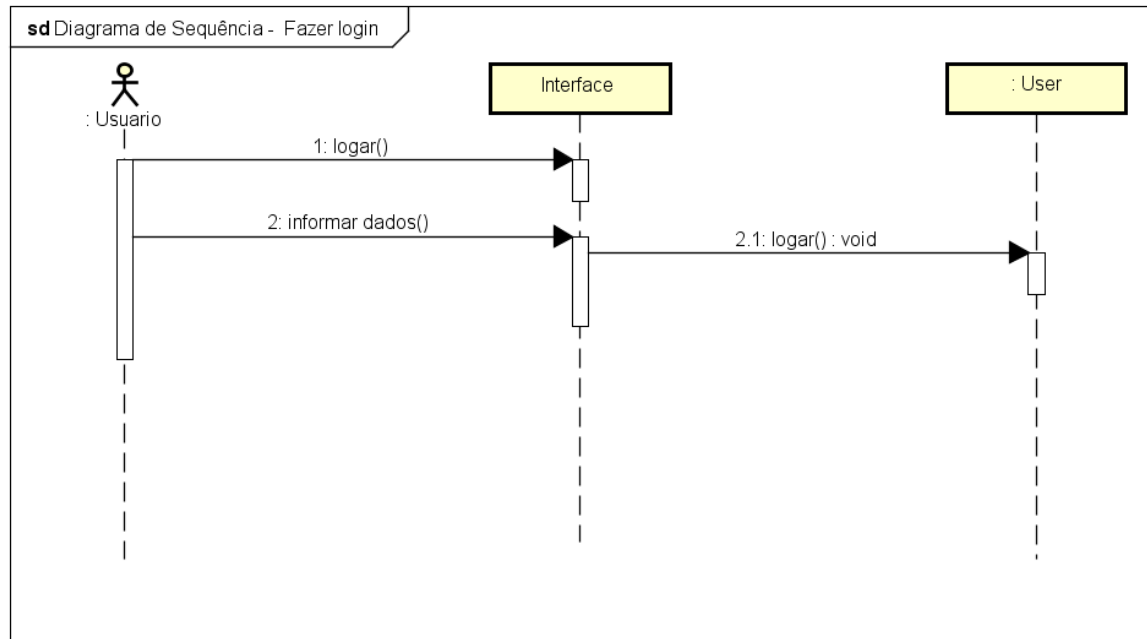 sd Diagrama de Sequência - Fazer login
: Usuario
Interface
: User
1: logar()
2: informar dados()
2.1: logar() : void